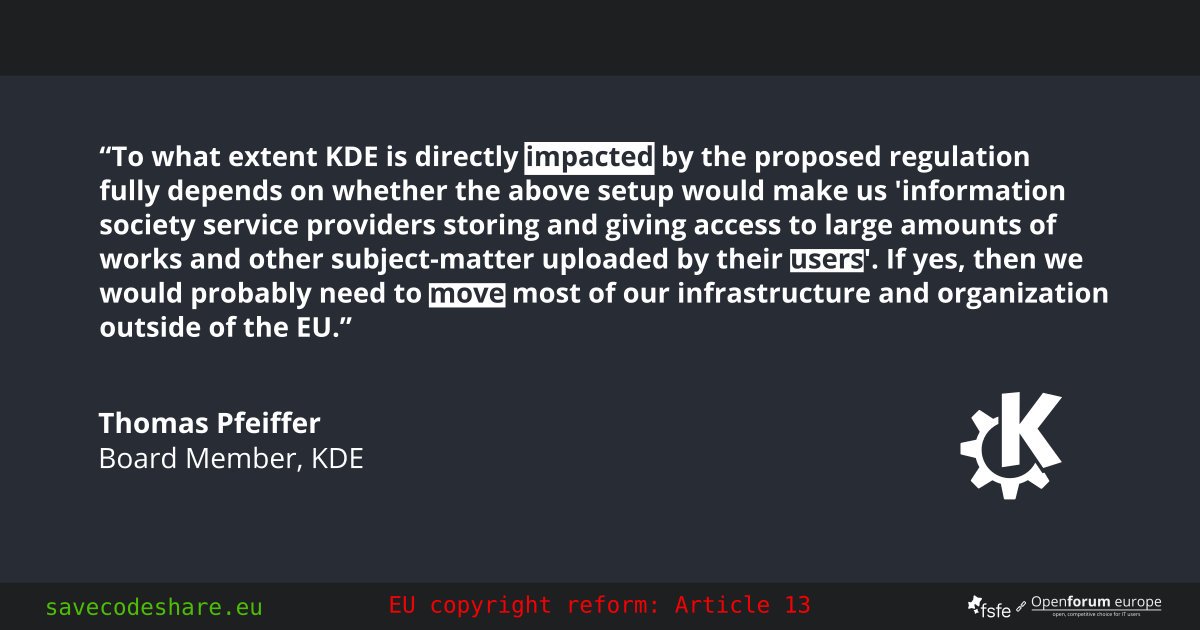 “To what extent KDE is directly impacted by the proposed regulation
fully depends on whether the above setup would make us 'information
society service providers storing and giving access to large amounts of
works and other subject-matter uploaded by their users'. If yes, then we
would probably need to move most of our infrastructure and organization
outside of the EU.”
Thomas Pfeiffer
Board Member, KDE
K
savecodeshare.eu
EU copyright reform: Article 13
fsfe
Openforum europe
open, competitive choice for IT users